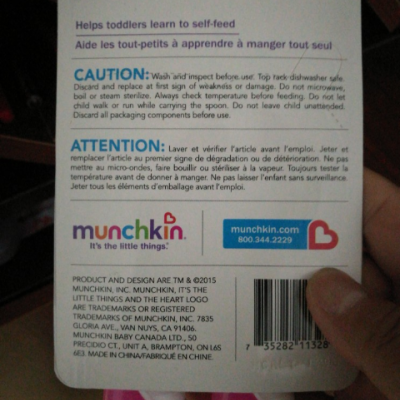 Helps toddlers learn to self-feed
Aide les tout-petits à apprendre à manger tout seul
CAUTION: Wash and inspect before use. Top rack dishwasher safe.
Discard and replace at first sign of weakness or damage. Do not microwave,
boil or steam sterilize. Always check temperature before feeding. Do not let
child walk or run while carrying the spoon. Do not leave child unattended.
Discard all packaging components before use.
ATTENTION: Laver et vérifier l'article avant l'emploi. Jeter et
remplacer l'article au premier signe de dégradation ou de détérioration. Ne pas
mettre au micro-ondes, faire bouillir ou stériliser à la vapeur. Toujours tester la
température avant de donner à manger. Ne pas laisser l'enfant sans surveillance.
Jeter tous les éléments d'emballage avant l'emploi.
munchkin.
It's the little things.
munchkin.com
800.344.2229
PRODUCT AND DESIGN ARE TM & ©2015
MUNCHKIN, INC. MUNCHKIN, IT'S THE
LITTLE THINGS AND THE HEART LOGO
ARE TRADEMARKS OR REGISTERED
TRADEMARKS OF MUNCHKIN, INC. 7835
GLORIA AVE., VAN NUYS, CA 91406.
MUNCHKIN BABY CANADA LTD., 50
PRECIDIO CT., UNIT A, BRAMPTON, ON L6S
6E3. MADE IN CHINA/FABRIQUÉ EN CHINE.
7 35282 11328